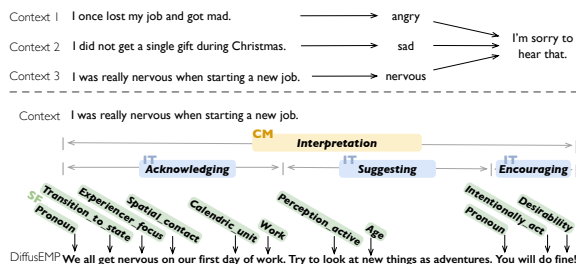 Context 1 I once lost my job and got mad. angry
Context 2 I did not get a single gift during Christmas. sad
I'm sorry to
hear that.
Context 3 I was really nervous when starting a new job. nervous
Context I was really nervous when starting a new job.
CM
Interpretation
IT IT IT
Acknowledging Suggesting Encouraging
SF
Pronoun
Transition_to_state
Experiencer_focus
Spatial_contact
Calendric_unit
Work
Perception_active
Age
Pronoun
Intentionally_act
Desirability
DiffusEMP We all get nervous on our first day of work. Try to look at new things as adventures. You will do fine!